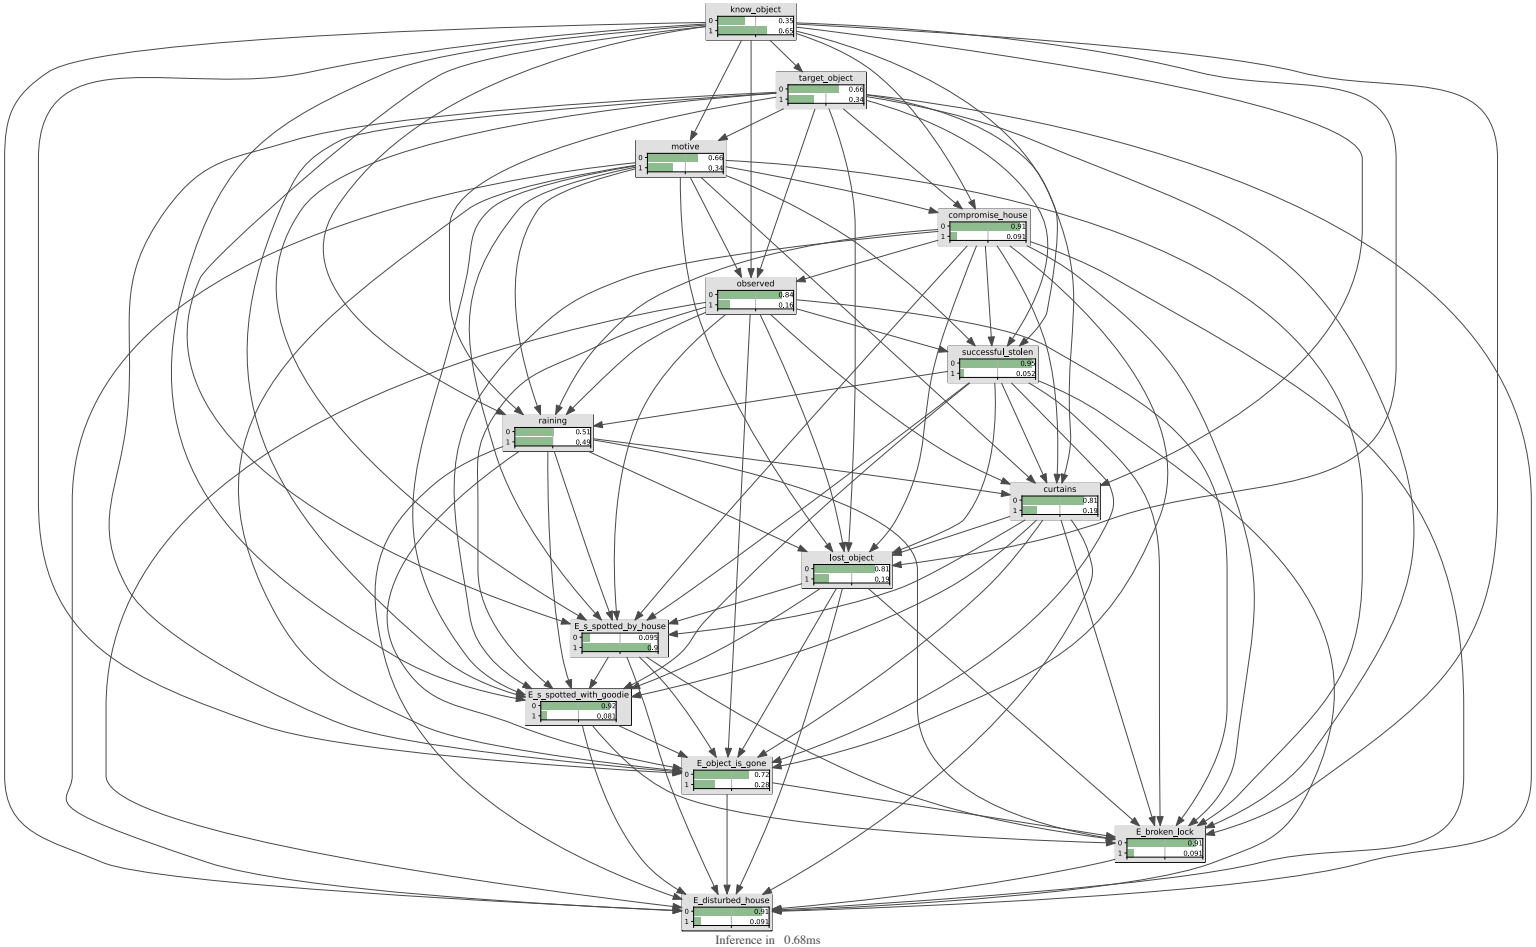 know_object
0 0.35
1 0.65
target_object
0 0.66
1 0.34
motive
0 0.66
1 0.34
compromise_house
0 0.91
1 0.091
observed
0 0.84
1 0.16
successful_stolen
0 0.95
1 0.052
raining
0 0.51
1 0.49
curtains
0 0.81
1 0.19
lost_object
0 0.81
1 0.19
E_s_spotted_by_house
0 0.095
1 0.9
E_s_spotted_with_goodie
0 0.92
1 0.081
E_object_is_gone
0 0.72
1 0.28
E_broken_lock
0 0.91
1 0.091
E_disturbed_house
0 0.91
1 0.091
Inference in 0.68ms